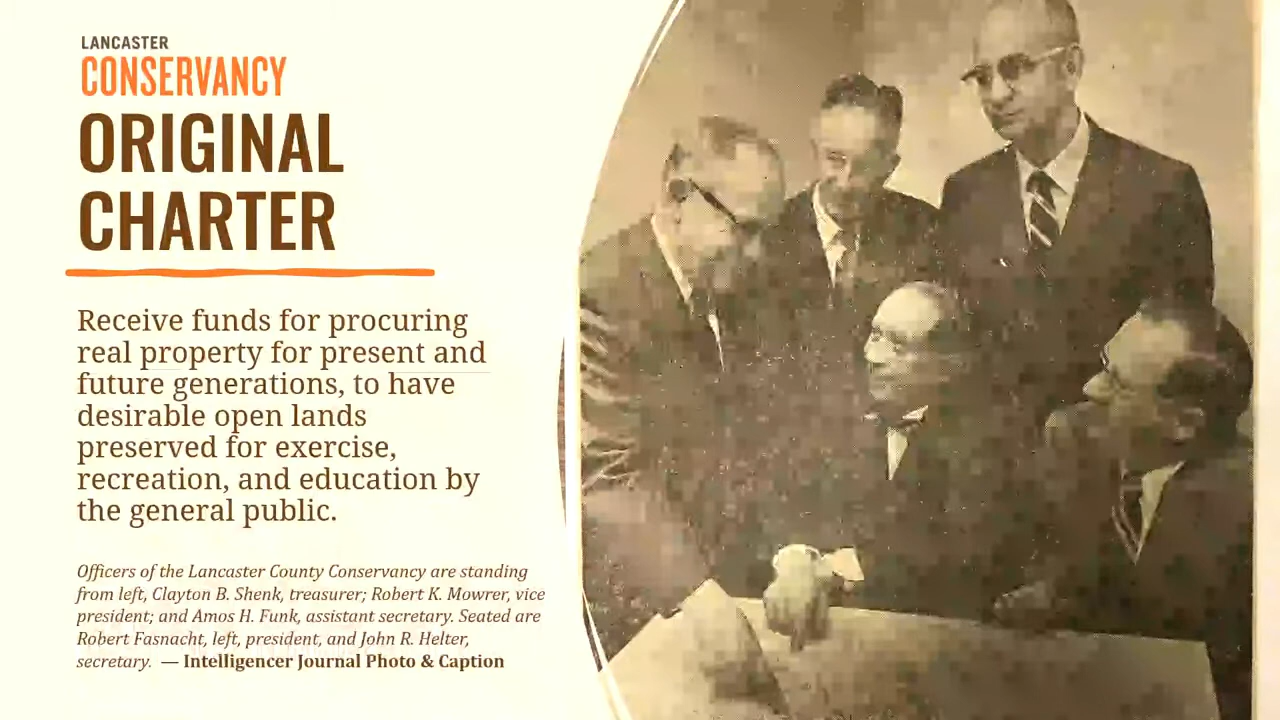 LANCASTER
CONSERVANCY
ORIGINAL
CHARTER
Receive funds for procuring
real property for present and
future generations, to have
desirable open lands
preserved for exercise,
recreation, and education by
the general public.
Officers of the Lancaster County Conservancy are standing
from left, Clayton B. Shenk, treasurer; Robert K. Mowrer, vice
president; and Amos H. Funk, assistant secretary. Seated are
Robert Fasnacht, left, president, and John R. Helter,
secretary. — Intelligencer Journal Photo & Caption